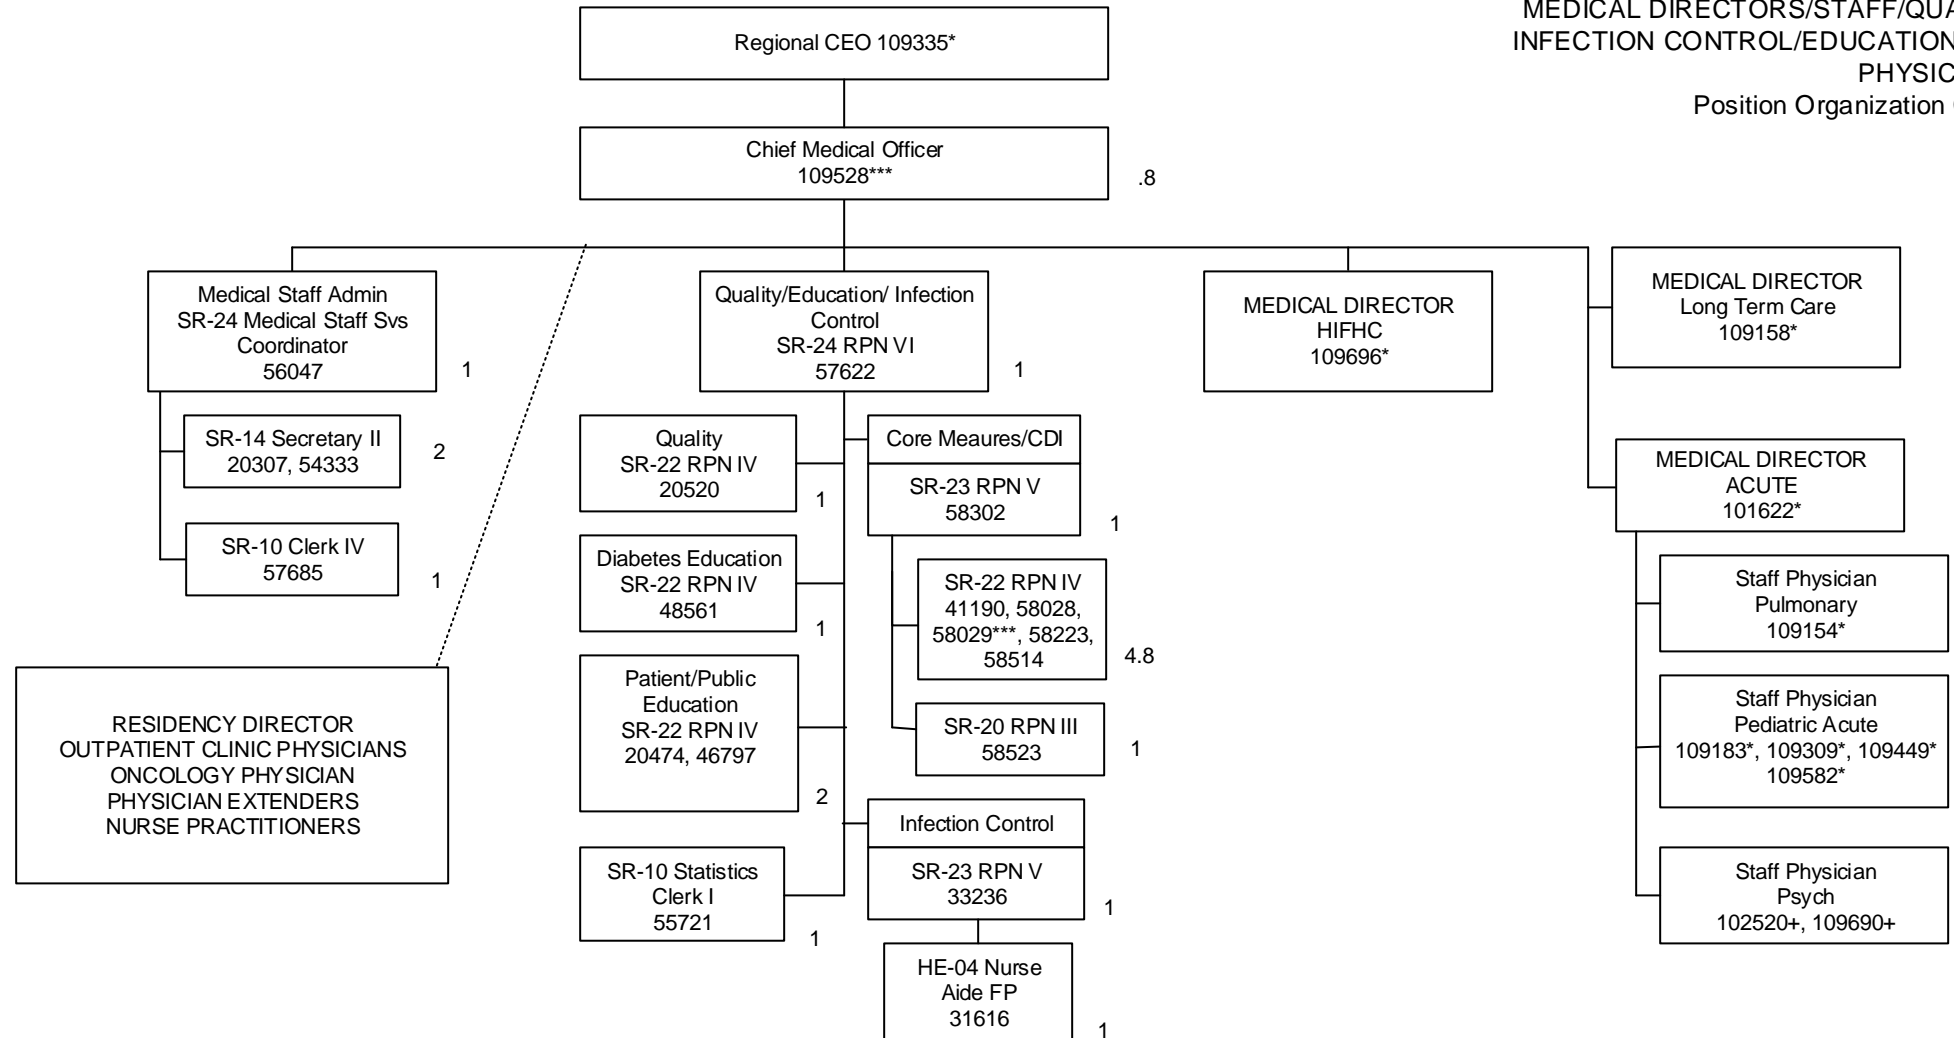 MEDICAL DIRECTORS/STAFF/
INFECTION CONTROL/EDUCATION
Position Organization
Regional CEO 109335*
Chief Medical Officer
109528***
.8
Medical Staff Admin
SR-24 Medical Staff Svs
Coordinator
56047
1
SR-14 Secretary II
20307, 54333
2
SR-10 Clerk IV
57685
1
RESIDENCY DIRECTOR
OUTPATIENT CLINIC PHYSICIANS
ONCOLOGY PHYSICIAN
PHYSICIAN EXTENDERS
NURSE PRACTITIONERS
Quality/Education/ Infection
Control
SR-24 RPN VI
57622
1
Quality
SR-22 RPN IV
20520
1
Diabetes Education
SR-22 RPN IV
48561
1
Patient/Public
Education
SR-22 RPN IV
20474, 46797
2
SR-10 Statistics
Clerk I
55721
1
Core Meaures/CDI
SR-23 RPN V
58302
1
SR-22 RPN IV
41190, 58028,
58029***, 58223,
58514
4.8
SR-20 RPN III
58523
1
Infection Control
SR-23 RPN V
33236
1
HE-04 Nurse
Aide FP
31616
1
MEDICAL DIRECTOR
HIFHC
109696*
MEDICAL DIRECTOR
Long Term Care
109158*
MEDICAL DIRECTOR
ACUTE
101622*
Staff Physician
Pulmonary
109154*
Staff Physician
Pediatric Acute
109183*, 109309*, 109449*
109582*
Staff Physician
Psych
102520+, 109690+